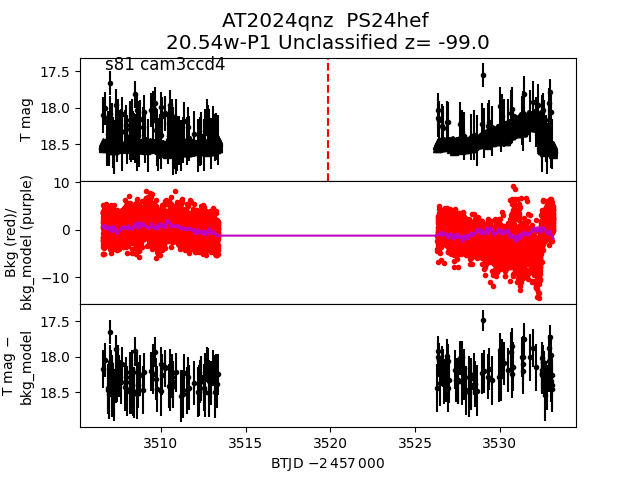 AT2024qnz  PS24hef
20.54w-P1 Unclassified z= -99.0
s81 cam3ccd4
T mag
17.5
18.0
18.5
Bkg (red)/
bkg_model (purple)
10
0
−10
T mag −
bkg_model
17.5
18.0
18.5
3510 3515 3520 3525 3530
BTJD −2 457 000